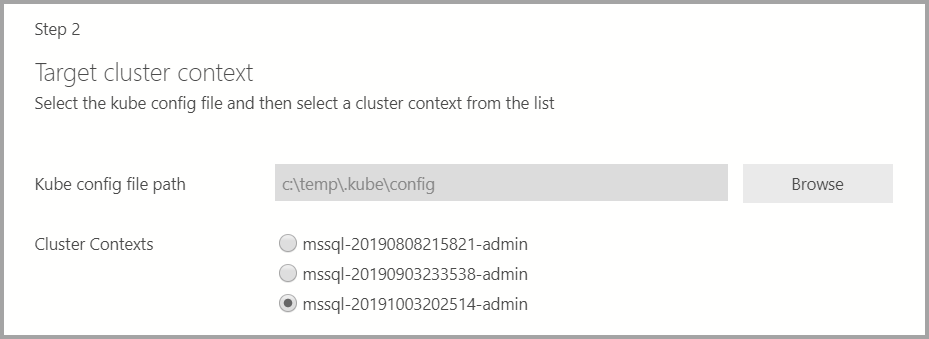 Step 2
Target cluster context
Select the kube config file and then select a cluster context from the list
Kube config file path
c:\temp\.kube\config
Browse
Cluster Contexts
mssql-20190808215821-admin
mssql-20190903233538-admin
mssql-20191003202514-admin